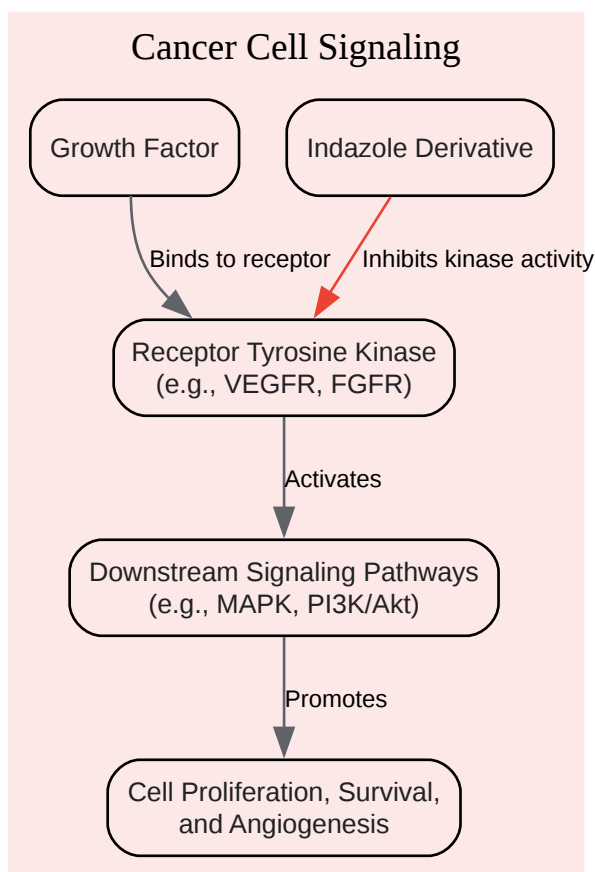 Cancer Cell Signaling
Growth Factor
Indazole Derivative
Binds to receptor
Inhibits kinase activity
Receptor Tyrosine Kinase
(e.g., VEGFR, FGFR)
Activates
Downstream Signaling Pathways
(e.g., MAPK, PI3K/Akt)
Promotes
Cell Proliferation, Survival,
and Angiogenesis